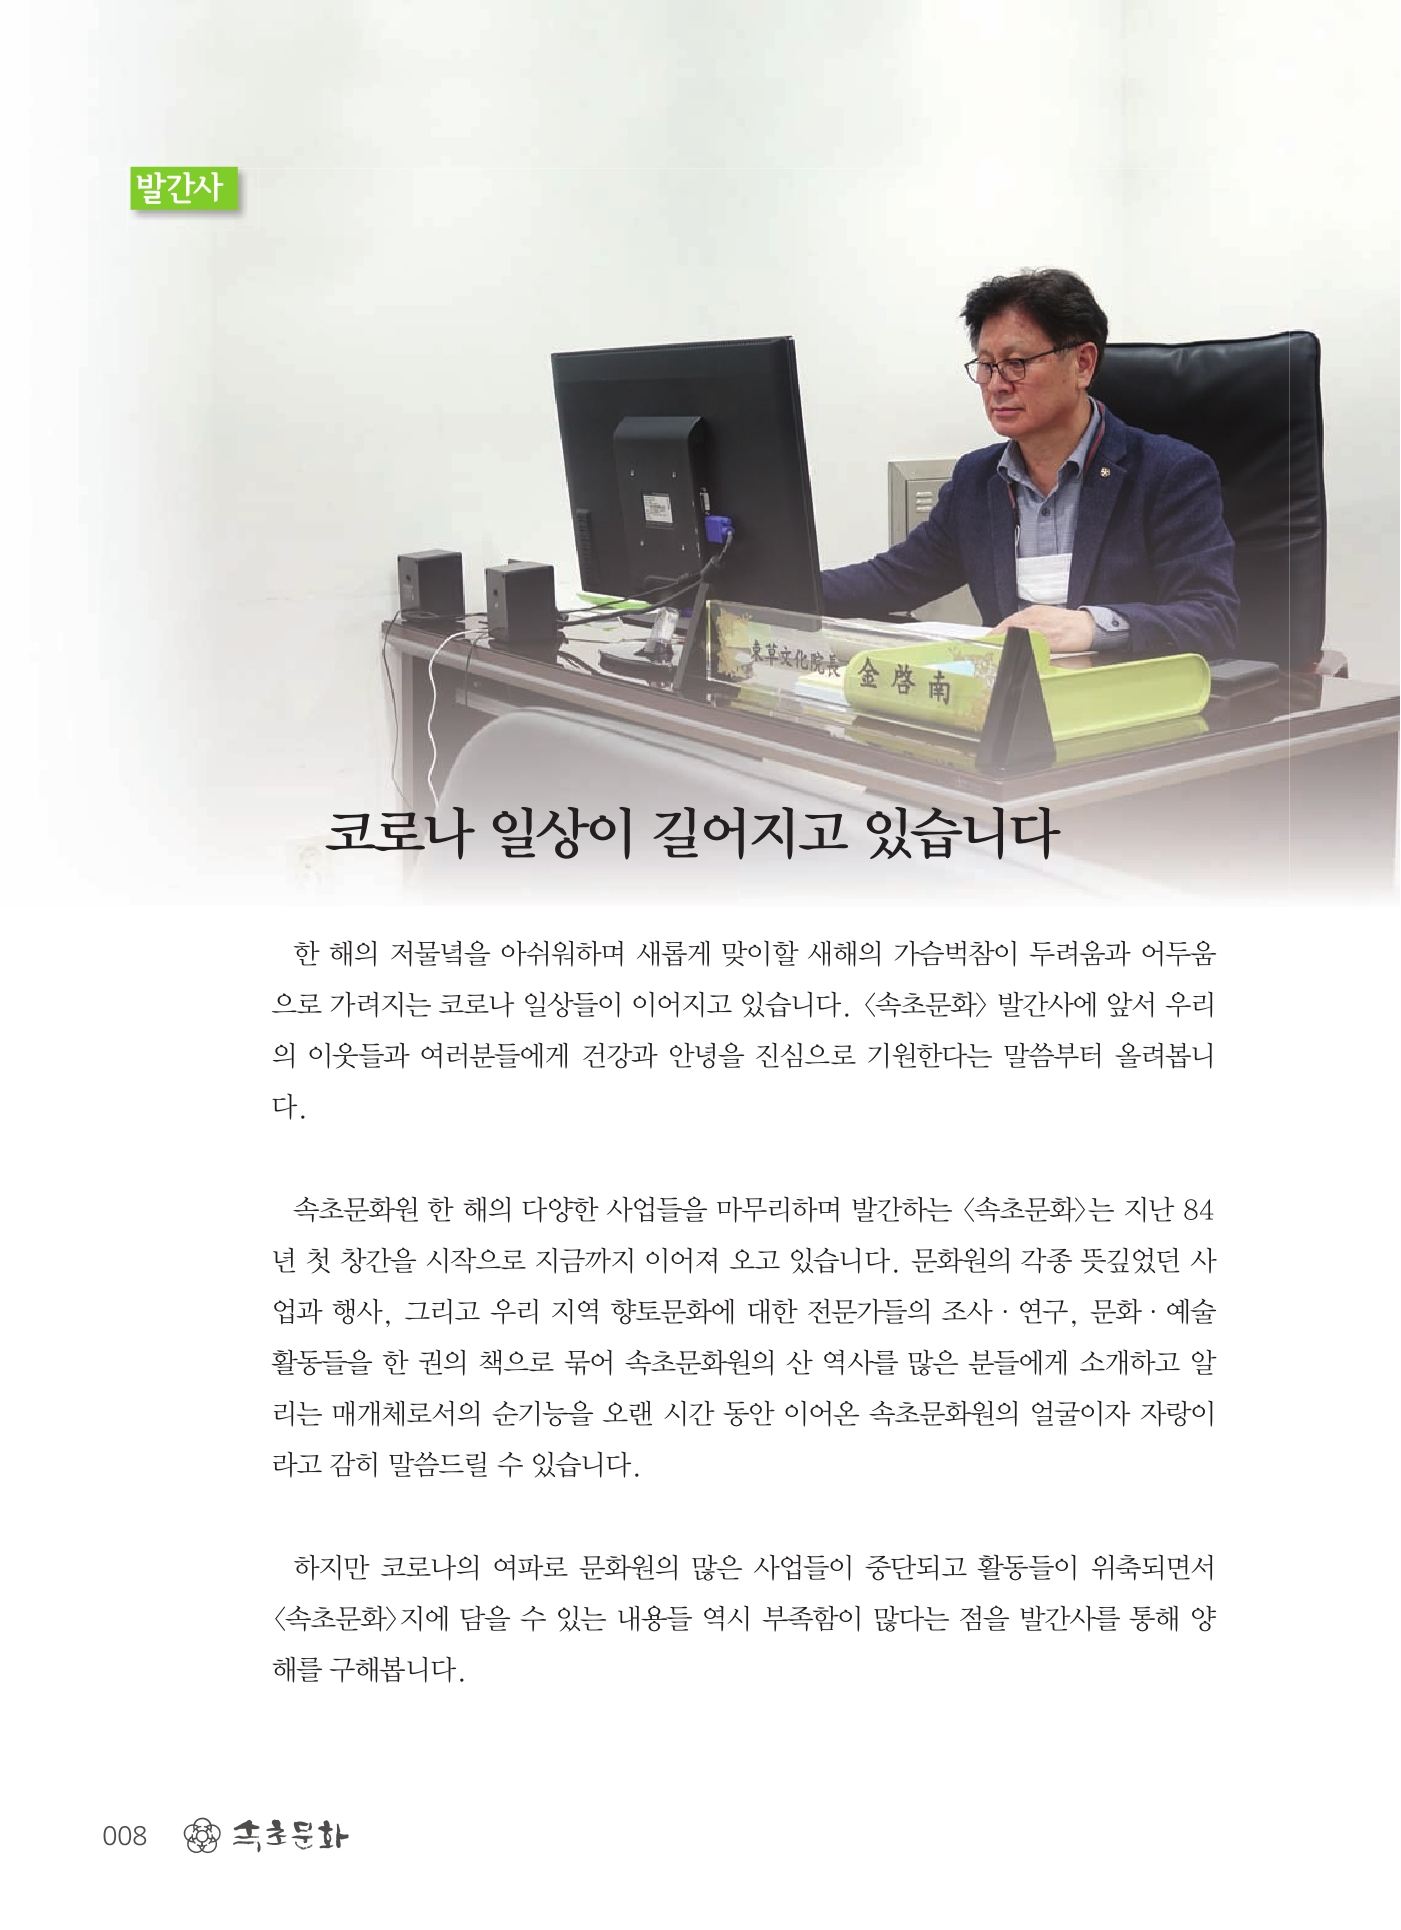 발간사
束草文化院長 金啓南
코로나 일상이 길어지고 있습니다
한 해의 저물녘을 아쉬워하며 새롭게 맞이할 새해의 가슴벅참이 두려움과 어두움
으로 가려지는 코로나 일상들이 이어지고 있습니다. 〈속초문화〉 발간사에 앞서 우리
의 이웃들과 여러분들에게 건강과 안녕을 진심으로 기원한다는 말씀부터 올려봅니
다.
속초문화원 한 해의 다양한 사업들을 마무리하며 발간하는 〈속초문화〉는 지난 84
년 첫 창간을 시작으로 지금까지 이어져 오고 있습니다. 문화원의 각종 뜻깊었던 사
업과 행사, 그리고 우리 지역 향토문화에 대한 전문가들의 조사 · 연구, 문화 · 예술
활동들을 한 권의 책으로 묶어 속초문화원의 산 역사를 많은 분들에게 소개하고 알
리는 매개체로서의 순기능을 오랜 시간 동안 이어온 속초문화원의 얼굴이자 자랑이
라고 감히 말씀드릴 수 있습니다.
하지만 코로나의 여파로 문화원의 많은 사업들이 중단되고 활동들이 위축되면서
〈속초문화〉지에 담을 수 있는 내용들 역시 부족함이 많다는 점을 발간사를 통해 양
해를 구해봅니다.
008 속초문화